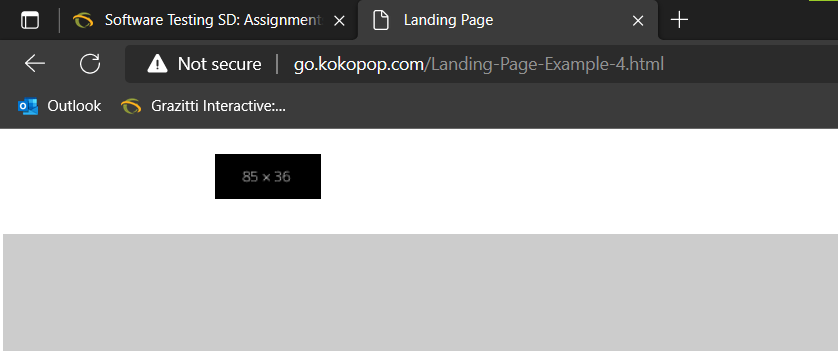 Software Testing SD: Assignment
Landing Page
Not secure
go.kokopop.com/Landing-Page-Example-4.html
Outlook
Grazitti Interactive:...
85 × 36